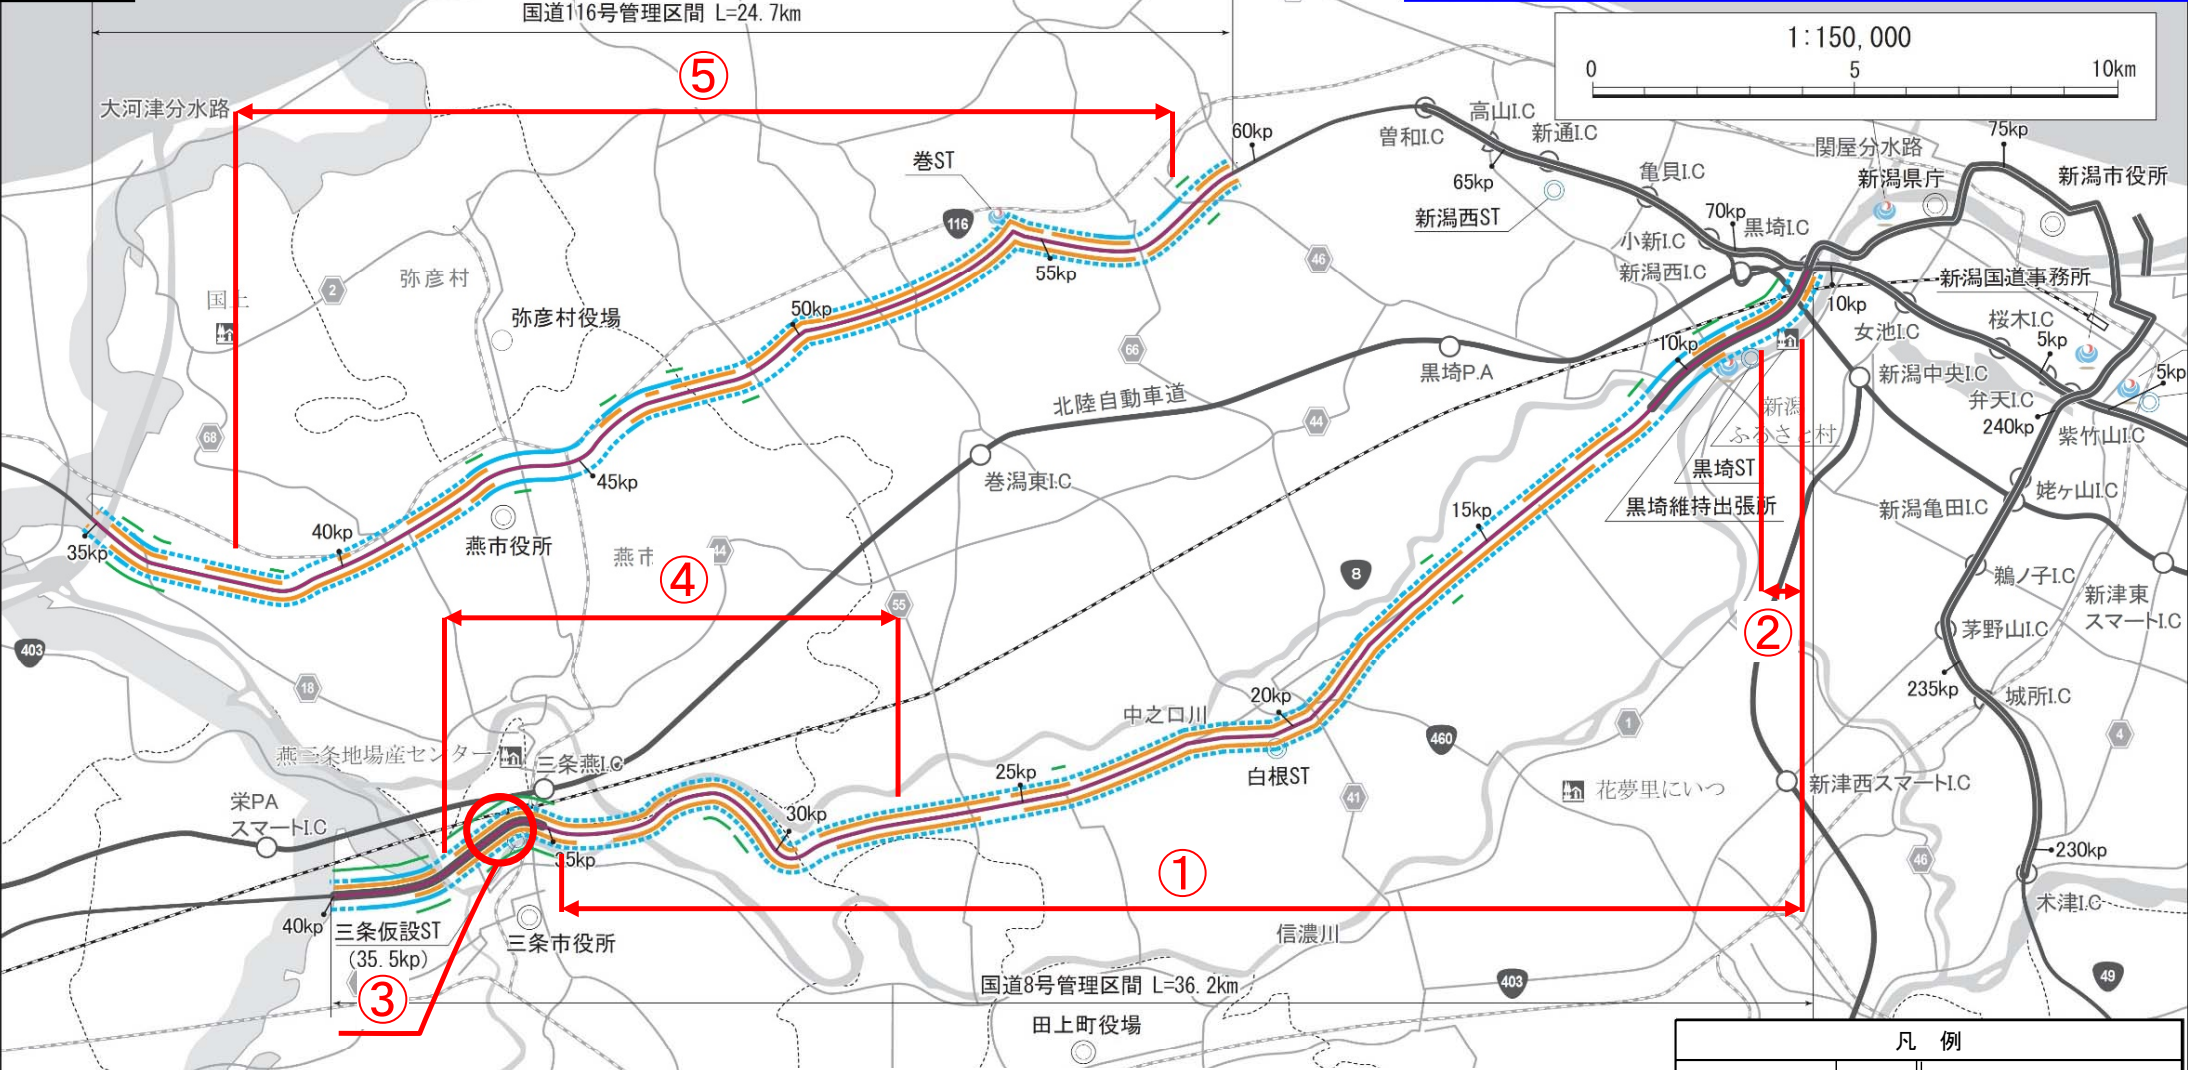 国道116号管理区間 L=24.7km
1:150,000
0
5
10km
⑤
大河津分水路
高山I.C
曽和I.C
新通I.C
60kp
65kp
亀貝I.C
関屋分水路
75kp
新潟県庁
新潟市役所
巻ST
116
新潟西ST
70kp
黒埼I.C
小新I.C
新潟西I.C
46
55kp
新潟国道事務所
10kp
女池I.C
桜木I.C
5kp
5kp
弥彦村
2
国上
50kp
弥彦村役場
66
10kp
黒埼P.A
新潟中央I.C
弁天I.C
240kp
紫竹山I.C
北陸自動車道
44
新潟
ふるさと村
68
黒埼ST
45kp
巻潟東I.C
姥ヶ山I.C
黒埼維持出張所
新潟亀田I.C
15kp
40kp
35kp
燕市役所
燕市
44
④
8
鵜ノ子I.C
新津東
スマートI.C
55
②
茅野山I.C
403
18
235kp
城所I.C
20kp
中之口川
460
1
4
燕三条地場産センター
三条燕I.C
25kp
白根ST
41
花夢里にいつ
新津西スマートI.C
栄PA
スマートI.C
30kp
35kp
①
46
230kp
40kp
三条仮設ST
(35.5kp)
三条市役所
信濃川
③
国道8号管理区間 L=36.2km
403
49
田上町役場
凡 例